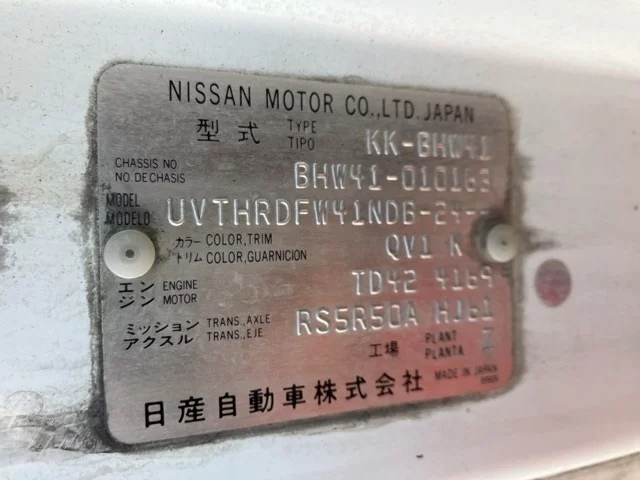 NISSAN MOTOR CO.,LTD. JAPAN
型式 TYPE TIPO KK-BHW41
CHASSIS NO NO DE CHASIS BHW41-010163
MODEL MODELO UVTHRDFW41NDB-24-
カラー COLOR,TRIM トリム COLOR,GUARNICION QV1 K
エンジン ENGINE MOTOR TD42 4169
ミッション TRANS.,AXLE アクスル TRANS.,EJE RS5R50A HJ61
工場 PLANT PLANTA
日産自動車株式会社 MADE IN JAPAN